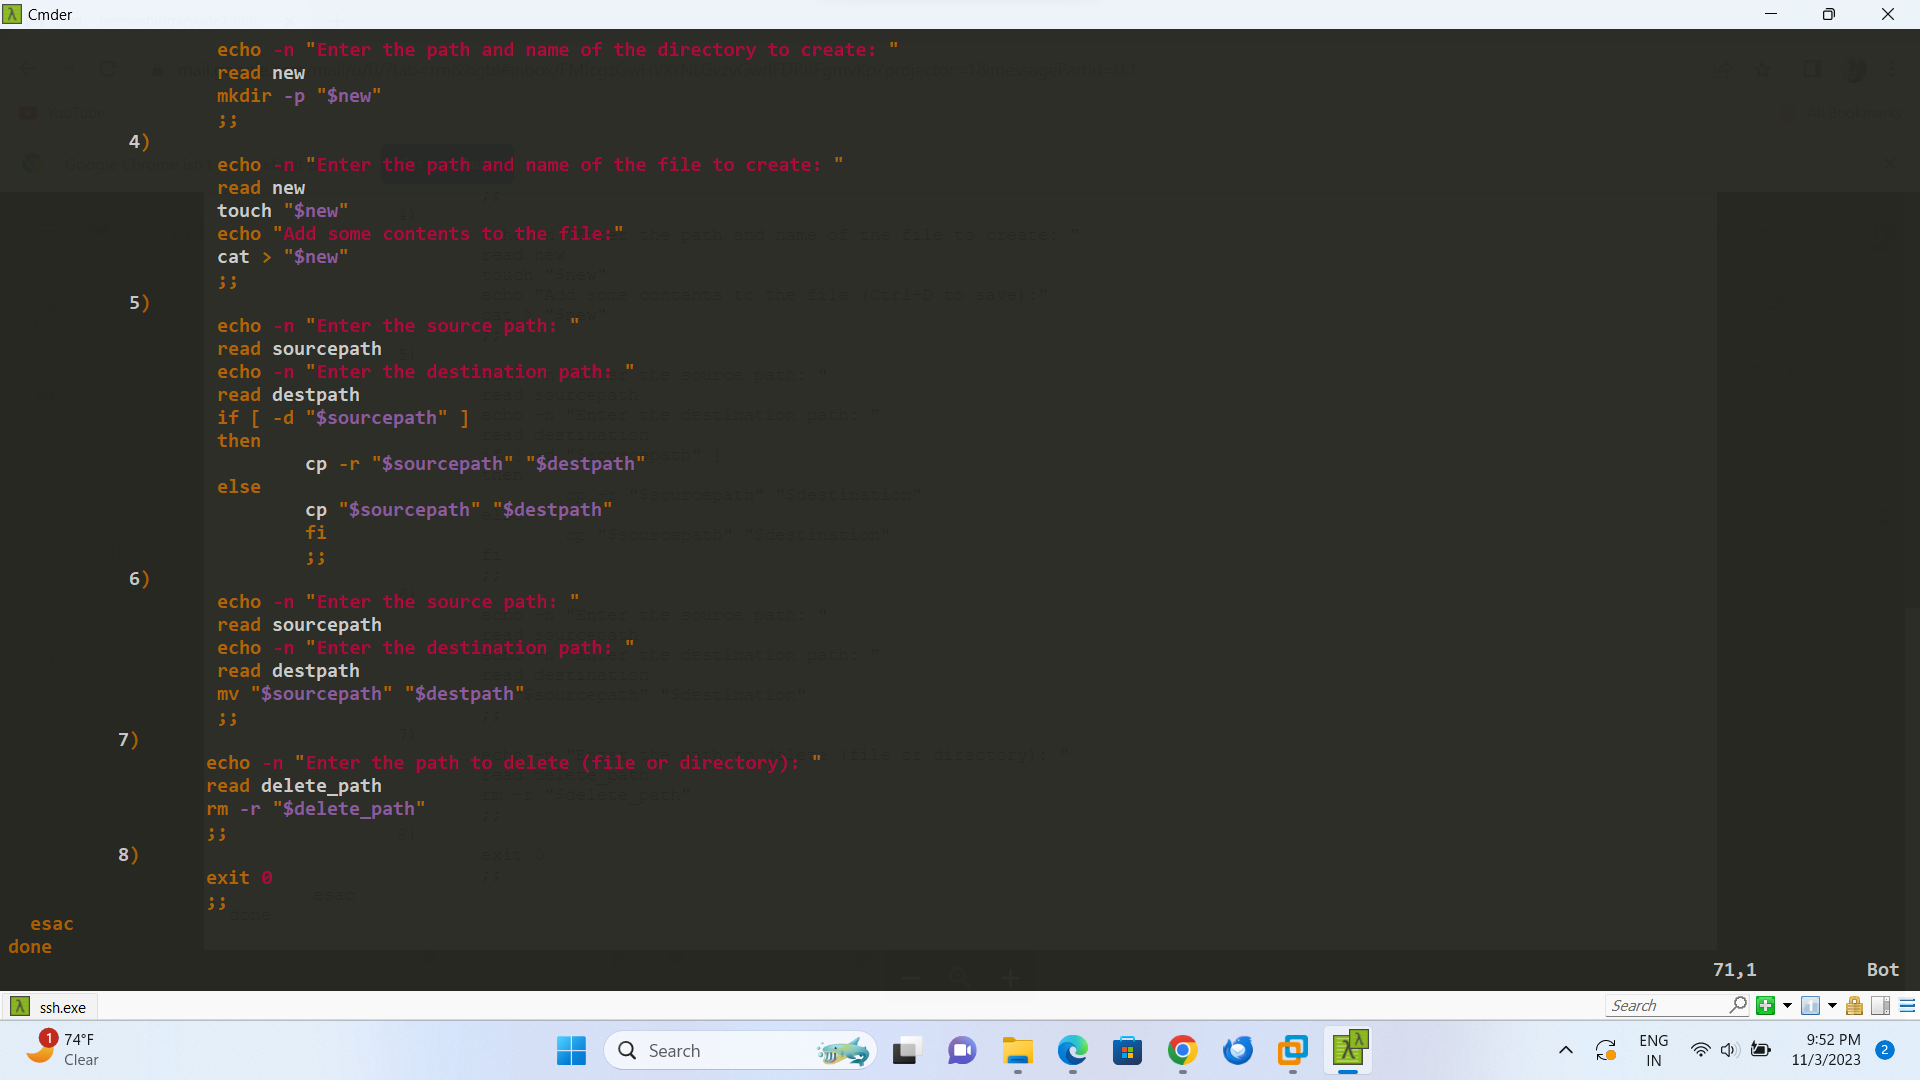 Cmder
echo -n "Enter the path and name of the directory to create: "
read new
mkdir -p "$new"
;;
4)
echo -n "Enter the path and name of the file to create: "
read new
touch "$new"
echo "Add some contents to the file:"
cat > "$new"
;;
5)
echo -n "Enter the source path: "
read sourcepath
echo -n "Enter the destination path: "
read destpath
if [ -d "$sourcepath" ]
then
cp -r "$sourcepath" "$destpath"
else
cp "$sourcepath" "$destpath"
fi
;;
6)
echo -n "Enter the source path: "
read sourcepath
echo -n "Enter the destination path: "
read destpath
mv "$sourcepath" "$destpath"
;;
7)
echo -n "Enter the path to delete (file or directory): "
read delete_path
rm -r "$delete_path"
;;
8)
exit 0
;;
esac
done
71,1 Bot
ssh.exe
Search
1
74°F
Clear
Search
ENG
IN
9:52 PM
11/3/2023
2